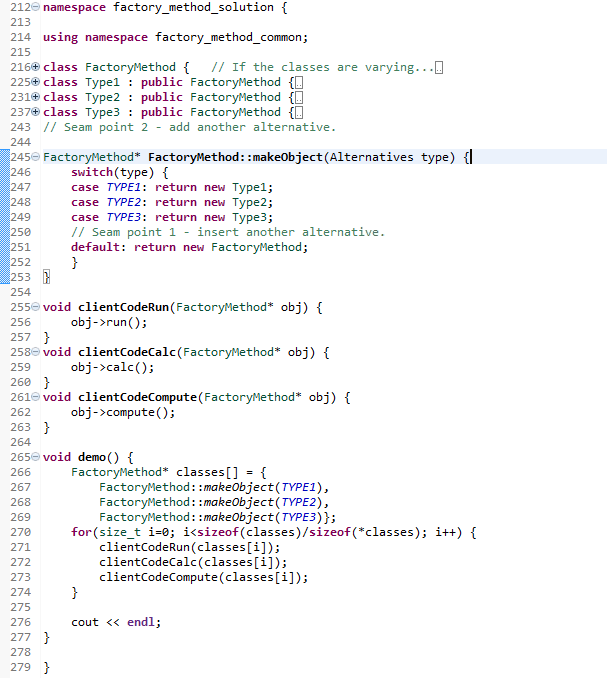 212 namespace factory_method_solution {
213
214 using namespace factory_method_common;
215
216 class FactoryMethod {   // If the classes are varying...
225 class Type1 : public FactoryMethod {
231 class Type2 : public FactoryMethod {
237 class Type3 : public FactoryMethod {
243 // Seam point 2 - add another alternative.
244
245 FactoryMethod* FactoryMethod::makeObject(Alternatives type) {
246     switch(type) {
247     case TYPE1: return new Type1;
248     case TYPE2: return new Type2;
249     case TYPE3: return new Type3;
250     // Seam point 1 - insert another alternative.
251     default: return new FactoryMethod;
252     }
253 }
254
255 void clientCodeRun(FactoryMethod* obj) {
256     obj->run();
257 }
258 void clientCodeCalc(FactoryMethod* obj) {
259     obj->calc();
260 }
261 void clientCodeCompute(FactoryMethod* obj) {
262     obj->compute();
263 }
264
265 void demo() {
266     FactoryMethod* classes[] = {
267         FactoryMethod::makeObject(TYPE1),
268         FactoryMethod::makeObject(TYPE2),
269         FactoryMethod::makeObject(TYPE3)};
270     for(size_t i=0; i<sizeof(classes)/sizeof(*classes); i++) {
271         clientCodeRun(classes[i]);
272         clientCodeCalc(classes[i]);
273         clientCodeCompute(classes[i]);
274     }
275
276     cout << endl;
277 }
278
279 }